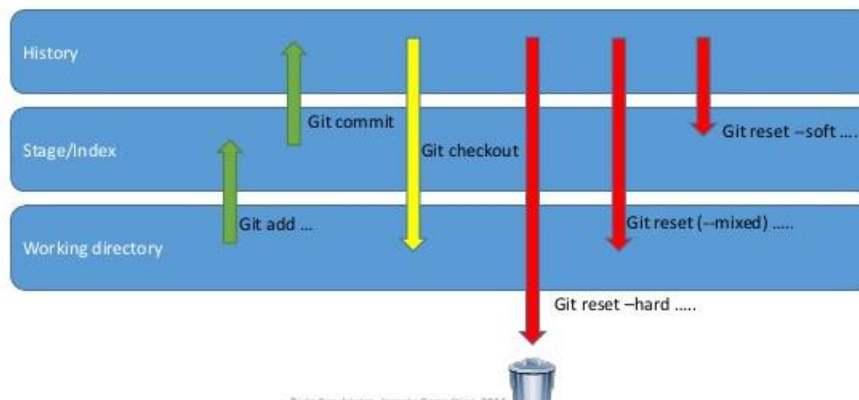 History
Git commit
Git reset –soft ….
Stage/Index
Git checkout
Git add …
Git reset (--mixed) …..
Working directory
Git reset –hard …..